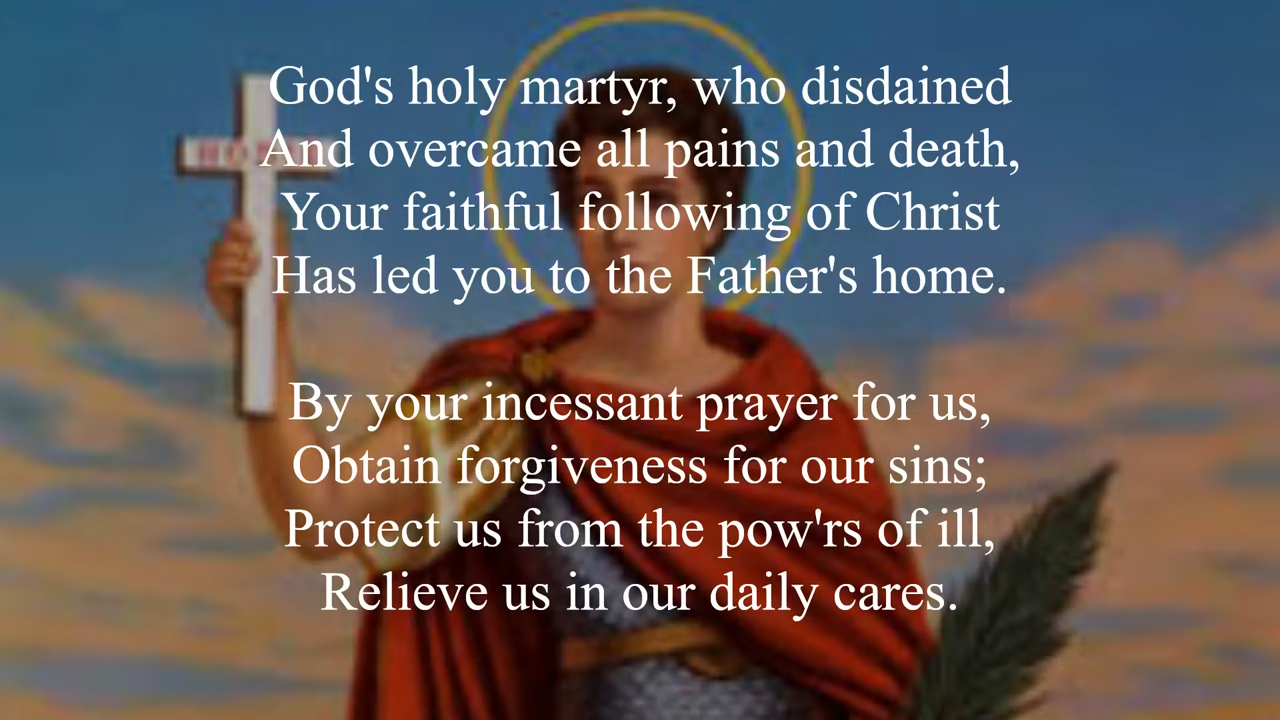 God's holy martyr, who disdained
And overcame all pains and death,
Your faithful following of Christ
Has led you to the Father's home.
By your incessant prayer for us,
Obtain forgiveness for our sins;
Protect us from the pow'rs of ill,
Relieve us in our daily cares.